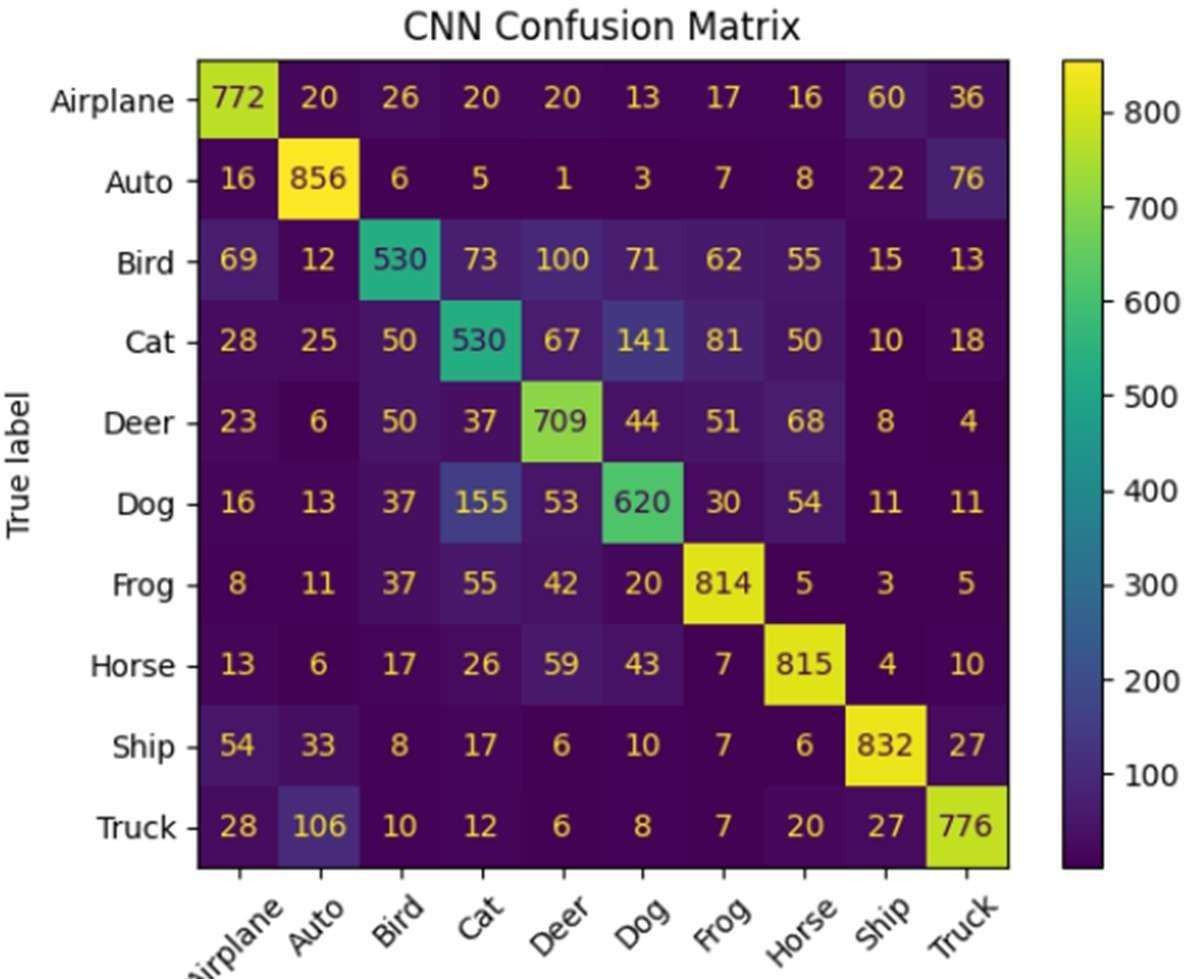 CNN Confusion Matrix
Airplane 772 20 26 20 20 13 17 16 60 36
Auto 16 856 6 5 1 3 7 8 22 76
Bird 69 12 530 73 100 71 62 55 15 13
Cat 28 25 50 530 67 141 81 50 10 18
Deer 23 6 50 37 709 44 51 68 8 4
Dog 16 13 37 155 53 620 30 54 11 11
Frog 8 11 37 55 42 20 814 5 3 5
Horse 13 6 17 26 59 43 7 815 4 10
Ship 54 33 8 17 6 10 7 6 832 27
Truck 28 106 10 12 6 8 7 20 27 776
True label
Airplane Auto Bird Cat Deer Dog Frog Horse Ship Truck
800
700
600
500
400
300
200
100